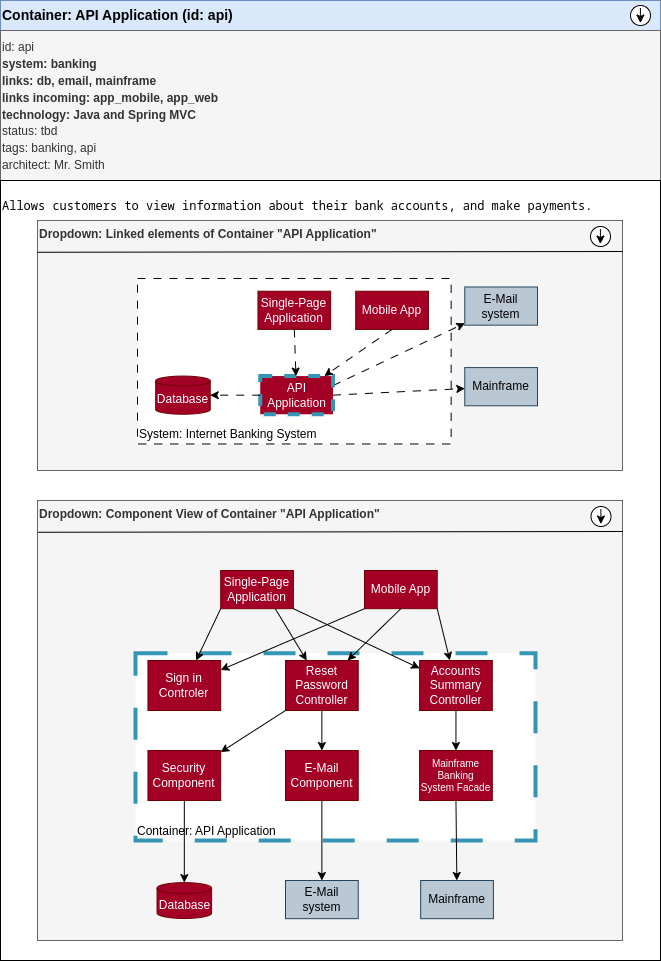 Container: API Application (id: api)
id: api
system: banking
links: db, email, mainframe
links incoming: app_mobile, app_web
technology: Java and Spring MVC
status: tbd
tags: banking, api
architect: Mr. Smith
Allows customers to view information about their bank accounts, and make payments.
Dropdown: Linked elements of Container "API Application"
Single-Page
Application
Mobile App
E-Mail
system
Database
API
Application
Mainframe
System: Internet Banking System
Dropdown: Component View of Container "API Application"
Single-Page
Application
Mobile App
Sign in
Controler
Reset
Password
Controller
Accounts
Summary
Controller
Security
Component
E-Mail
Component
Mainframe
Banking
System Facade
Container: API Application
Database
E-Mail
system
Mainframe